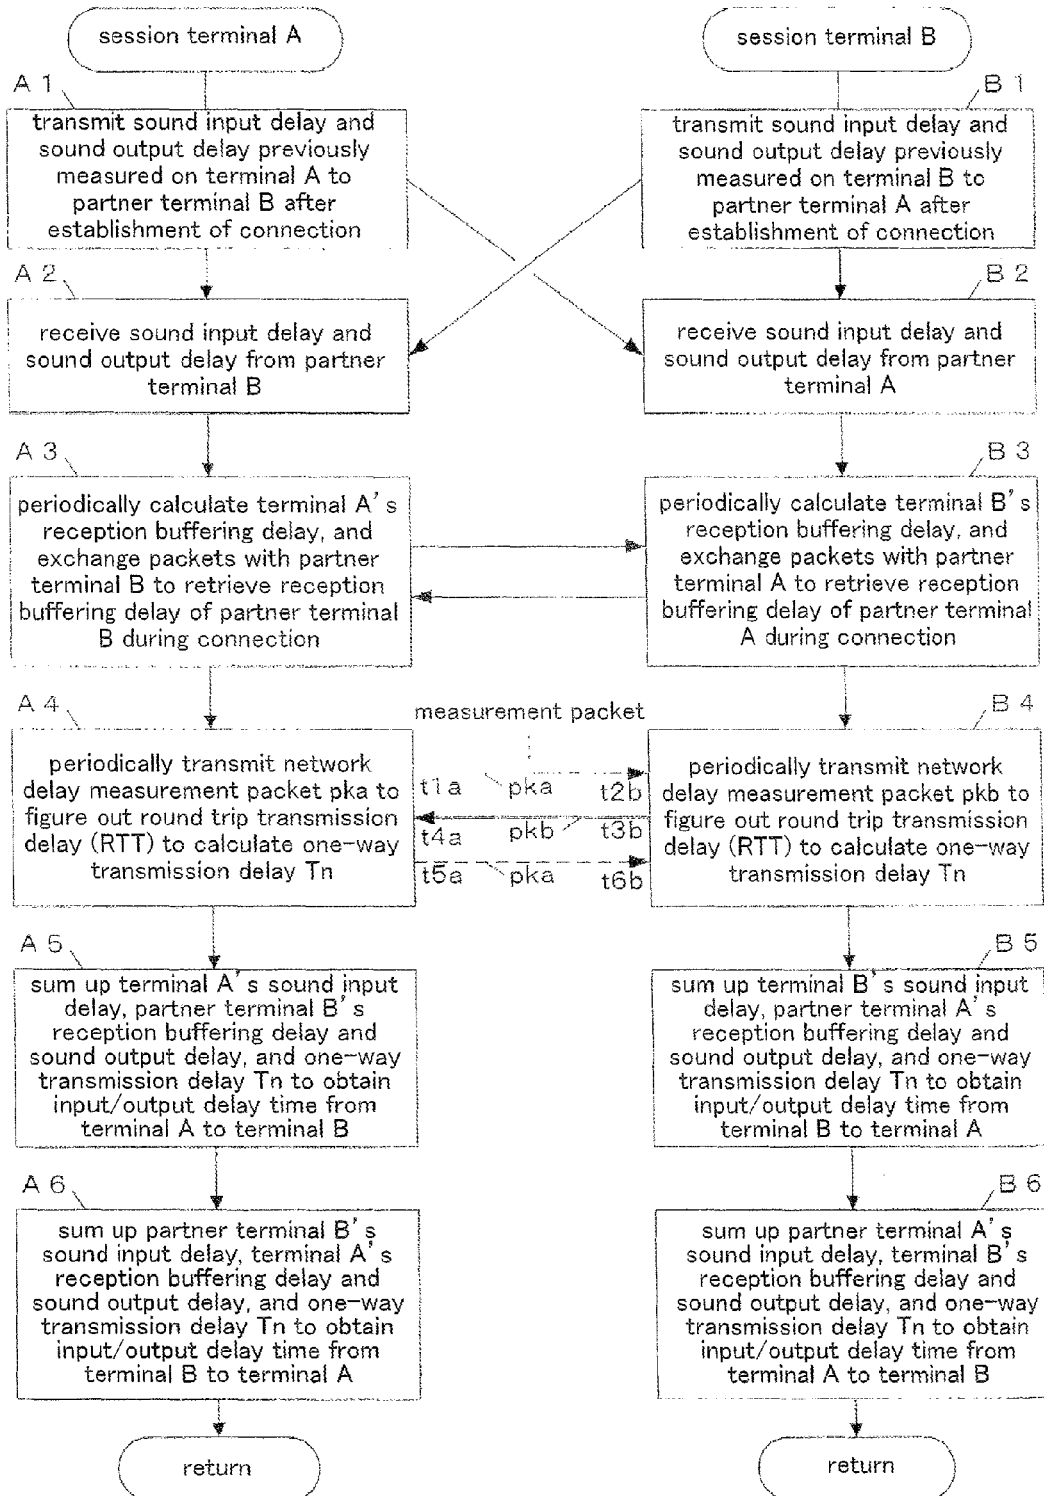 session terminal A
A 1
transmit sound input delay and
sound output delay previously
measured on terminal A to
partner terminal B after
establishment of connection
A 2
receive sound input delay and
sound output delay from partner
terminal B
A 3
periodically calculate terminal A's
reception buffering delay, and
exchange packets with partner
terminal B to retrieve reception
buffering delay of partner terminal
B during connection
A 4
periodically transmit network
delay measurement packet pka to
figure out round trip transmission
delay (RTT) to calculate one-way
transmission delay Tn
A 5
sum up terminal A's sound input
delay, partner terminal B's
reception buffering delay and
sound output delay, and one-way
transmission delay Tn to obtain
input/output delay time from
terminal A to terminal B
A 6
sum up partner terminal B's
sound input delay, terminal A's
reception buffering delay and
sound output delay, and one-way
transmission delay Tn to obtain
input/output delay time from
terminal B to terminal A
return
measurement packet
t1a pka t2b
pkb t3b
t4a
t5a pka t6b
session terminal B
B 1
transmit sound input delay and
sound output delay previously
measured on terminal B to
partner terminal A after
establishment of connection
B 2
receive sound input delay and
sound output delay from partner
terminal A
B 3
periodically calculate terminal B's
reception buffering delay, and
exchange packets with partner
terminal A to retrieve reception
buffering delay of partner terminal
A during connection
B 4
periodically transmit network
delay measurement packet pkb to
figure out round trip transmission
delay (RTT) to calculate one-way
transmission delay Tn
B 5
sum up terminal B's sound input
delay, partner terminal A's
reception buffering delay and
sound output delay, and one-way
transmission delay Tn to obtain
input/output delay time from
terminal B to terminal A
B 6
sum up partner terminal A's
sound input delay, terminal B's
reception buffering delay and
sound output delay, and one-way
transmission delay Tn to obtain
input/output delay time from
terminal A to terminal B
return